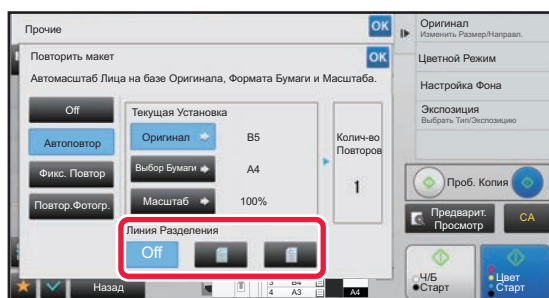 Прочие
OK
Повторить макет
OK
Автомасштаб Лица на базе Оригинала, Формата Бумаги и Масштаба.
Off
Автоповтор
Фикс. Повтор
Повтор.Фотогр.
Текущая Установка
Оригинал
B5
Выбор Бумаги
A4
Масштаб
100%
Колич-во
Повторов
1
Линия Разделения
Off
Назад
3 B4
4 A3
A4
Оригинал
Изменить Размер/Направл.
Цветной Режим
Настройка Фона
Экспозиция
Выбрать Тип/Экспозицию
Проб. Копия
Предварит.
Просмотр
CA
Ч/Б
Старт
Цвет
Старт